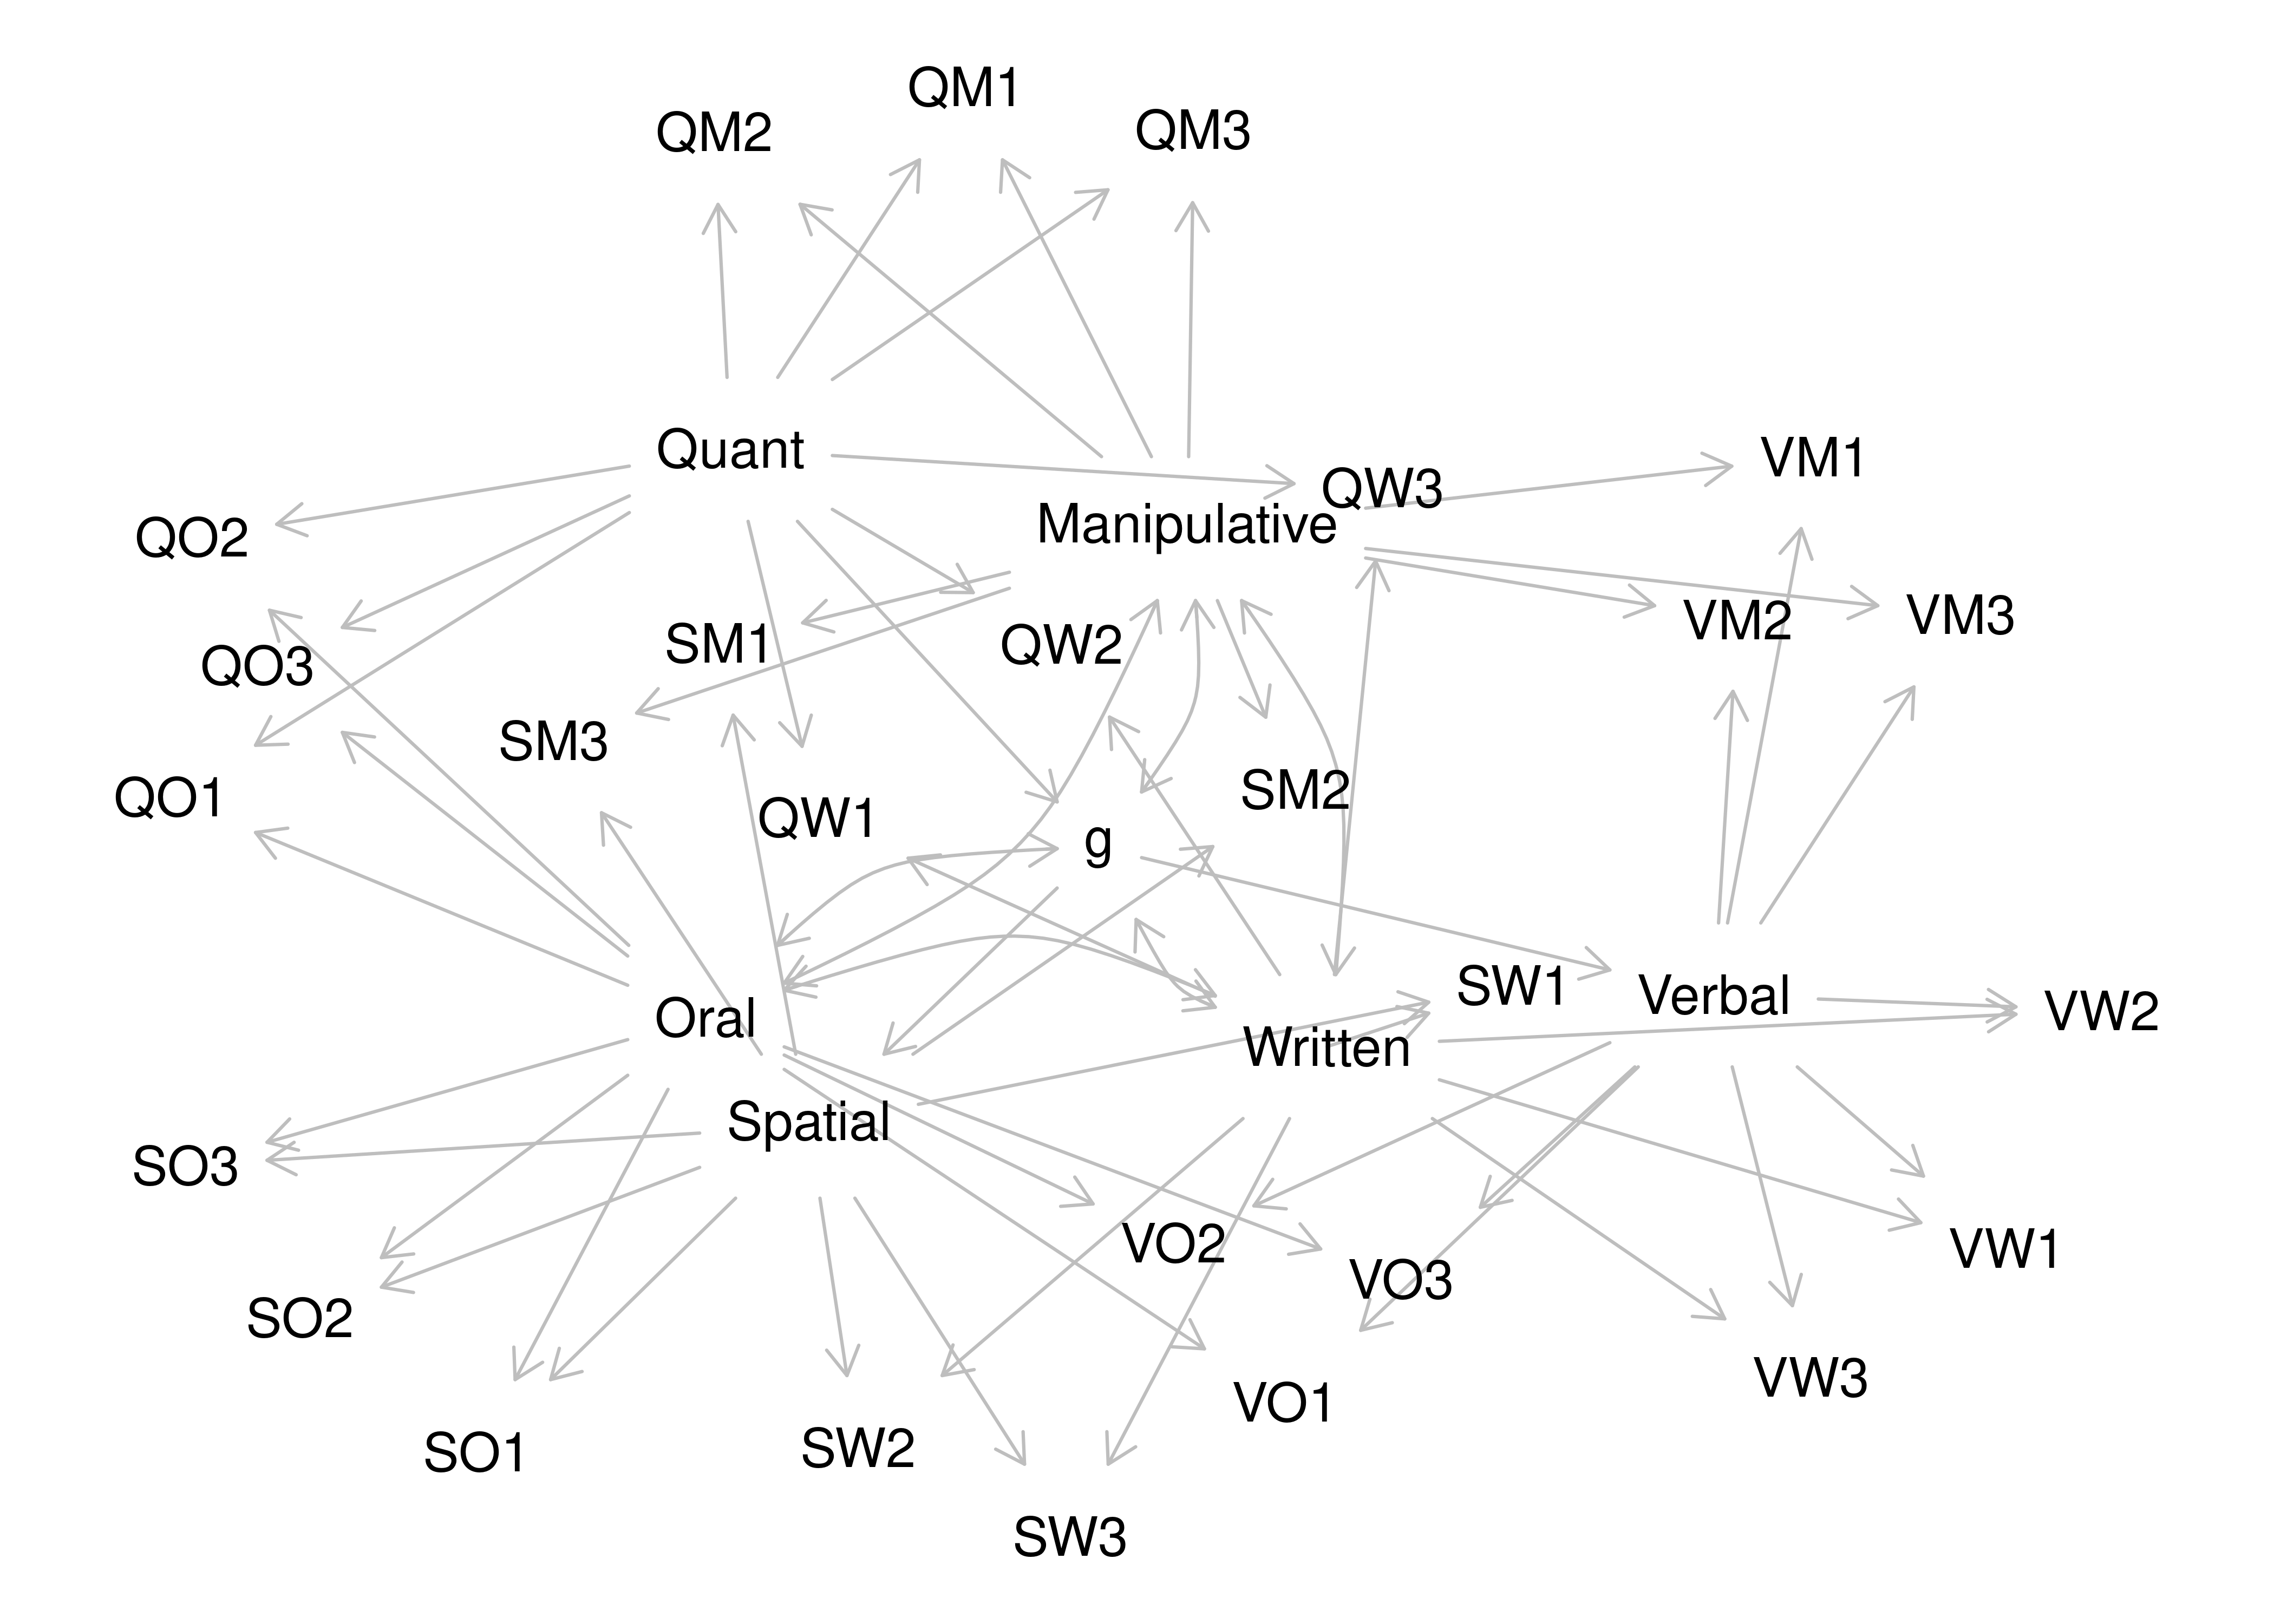 QM1
QM2
QM3
Quant
VM1
QW3
Manipulative
QO2
VM3
VM2
SM1
QW2
QO3
SM3
SM2
QO1
QW1
g
SW1
Verbal
VW2
Oral
Written
Spatial
SO3
VO2
VW1
VO3
SO2
VW3
VO1
SW2
SO1
SW3